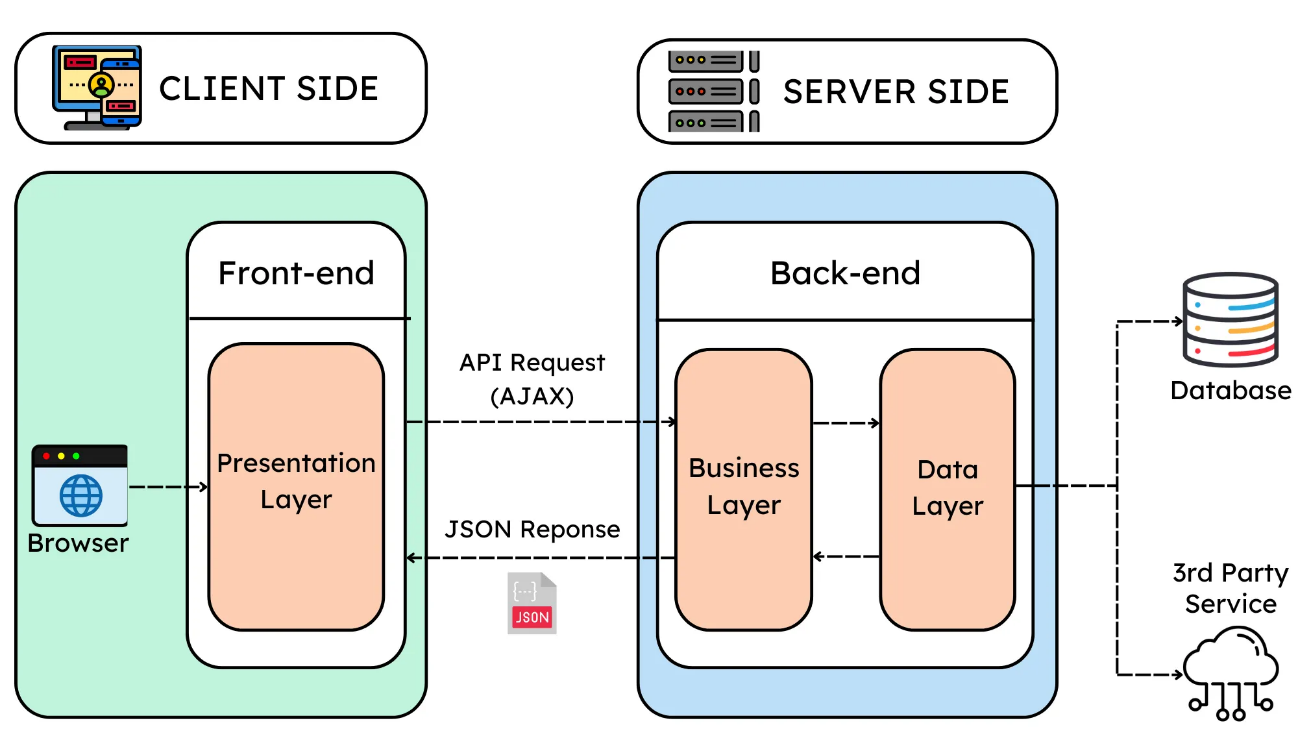 CLIENT SIDE
SERVER SIDE
Front-end
Presentation
Layer
Browser
API Request
(AJAX)
JSON Reponse
{---}
JSON
Back-end
Business
Layer
Data
Layer
Database
3rd Party
Service